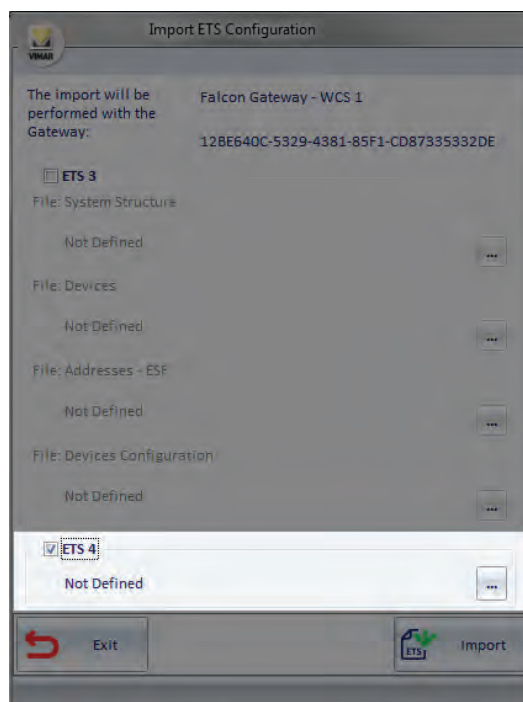 Import ETS Configuration
VIMAR
The import will be
performed with the
Gateway:
Falcon Gateway - WCS 1
12BE640C-5329-4381-85F1-CD87335332DE
ETS 3
File: System Structure
Not Defined
...
File: Devices
Not Defined
...
File: Addresses - ESF
Not Defined
...
File: Devices Configuration
Not Defined
...
ETS 4
Not Defined
...
Exit
ETS
Import